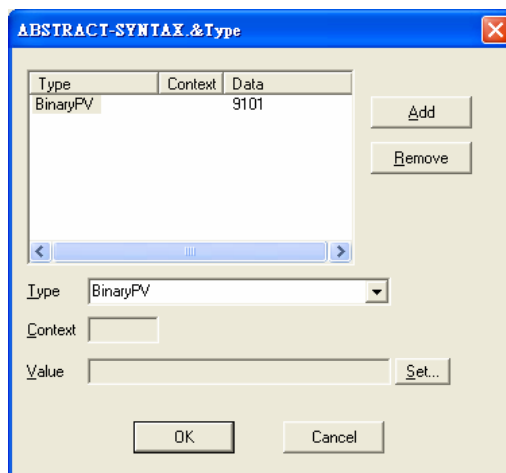 ABSTRACT-SYNTAX.&Type
Type Context Data
BinaryPV 9101
Add
Remove
Type BinaryPV
Context
Value Set...
OK Cancel